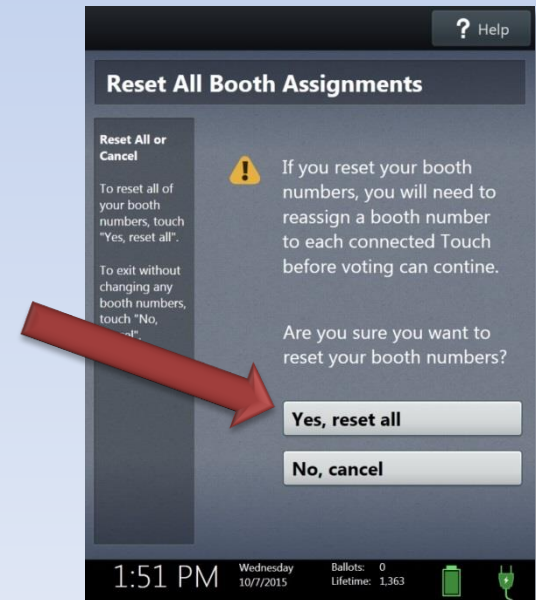 ? Help
Reset All Booth Assignments
Reset All or
Cancel
To reset all of
your booth
numbers, touch
"Yes, reset all".
To exit without
changing any
booth numbers,
touch "No,
If you reset your booth
numbers, you will need to
reassign a booth number
to each connected Touch
before voting can contine.
Are you sure you want to
reset your booth numbers?
Yes, reset all
No, cancel
1:51 PM
Wednesday
10/7/2015
Ballots: 0
Lifetime: 1,363